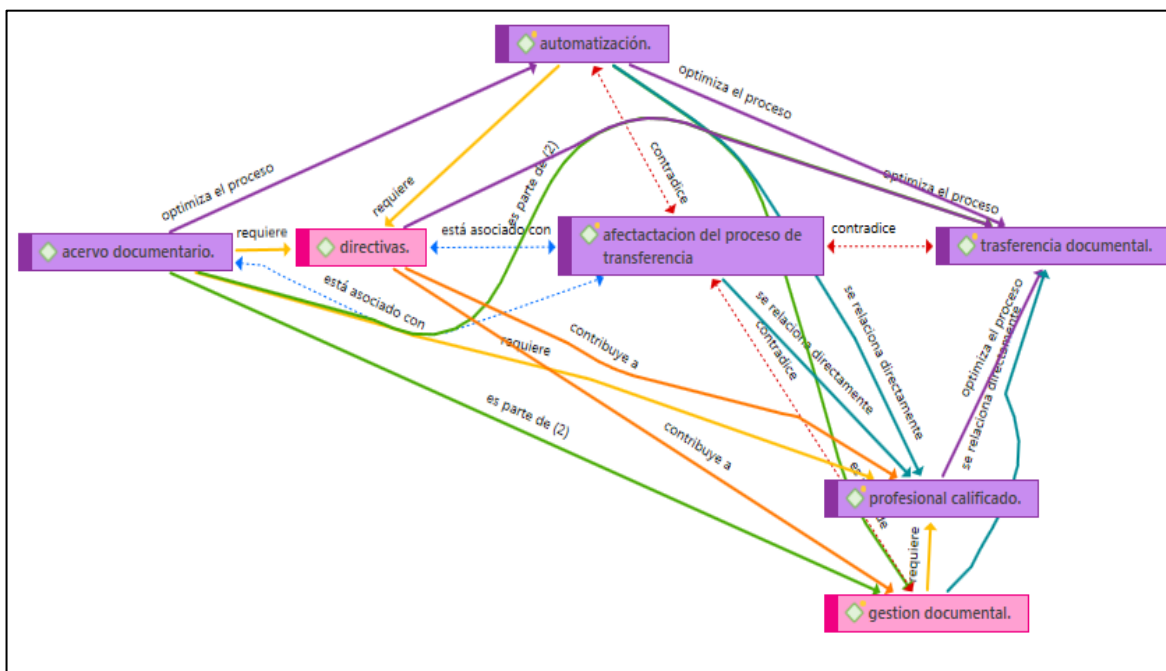 automatización.
optimiza el proceso
optimiza el proceso
contradice
es parte de (2)
requiere
optimiza el proceso
acervo documentario.
requiere
directivas.
está asociado con
afectactacion del proceso de
transferencia
contradice
trasferencia documental.
está asociado con
se relaciona directamente
contradice
se relaciona directamente
optimiza el proceso
se relaciona directamente
contribuye a
requiere
es parte de (2)
contribuye a
profesional calificado.
requiere
gestion documental.